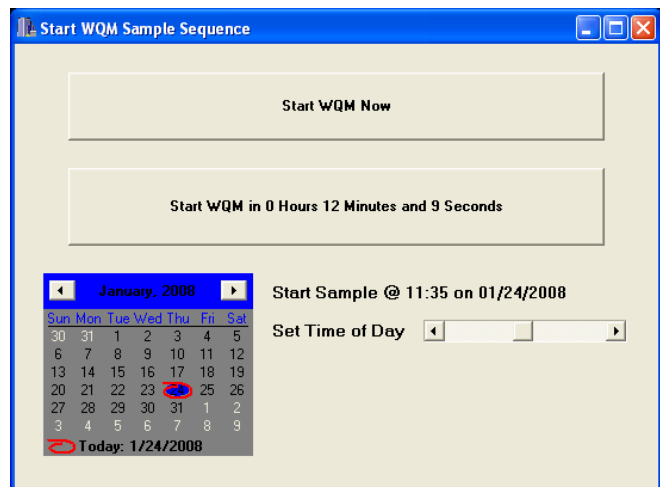 Start WQM Sample Sequence
Start WQM Now
Start WQM in 0 Hours 12 Minutes and 9 Seconds
January, 2008
Sun Mon Tue Wed Thu Fri Sat
30 31 1 2 3 4 5
6 7 8 9 10 11 12
13 14 15 16 17 18 19
20 21 22 23 25 26
27 28 29 30 31 1 2
3 4 5 6 7 8 9
Today: 1/24/2008
Start Sample @ 11:35 on 01/24/2008
Set Time of Day